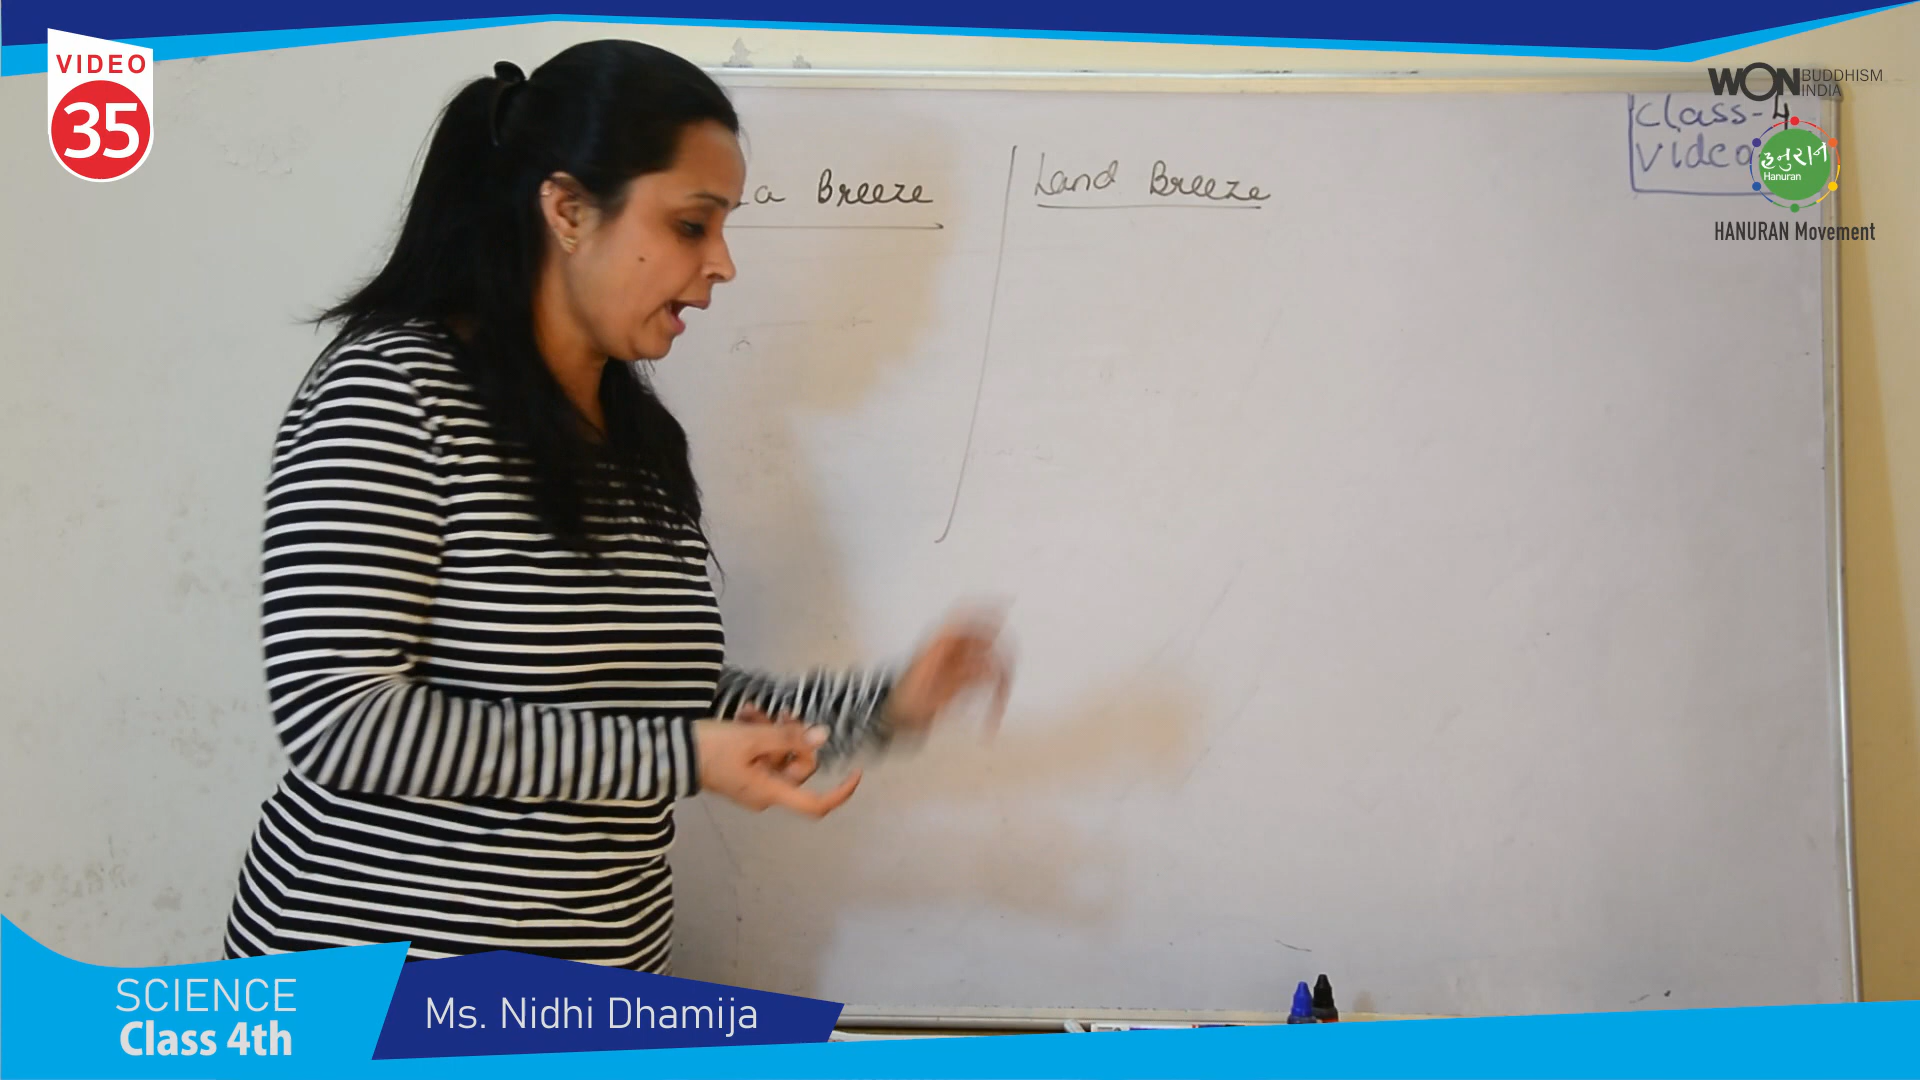 VIDEO
35
WON BUDDHISM
INDIA
Class-4
Video
हनुरान
Hanuran
HANURAN Movement
a Breeze
Land Breeze
SCIENCE
Class 4th
Ms. Nidhi Dhamija